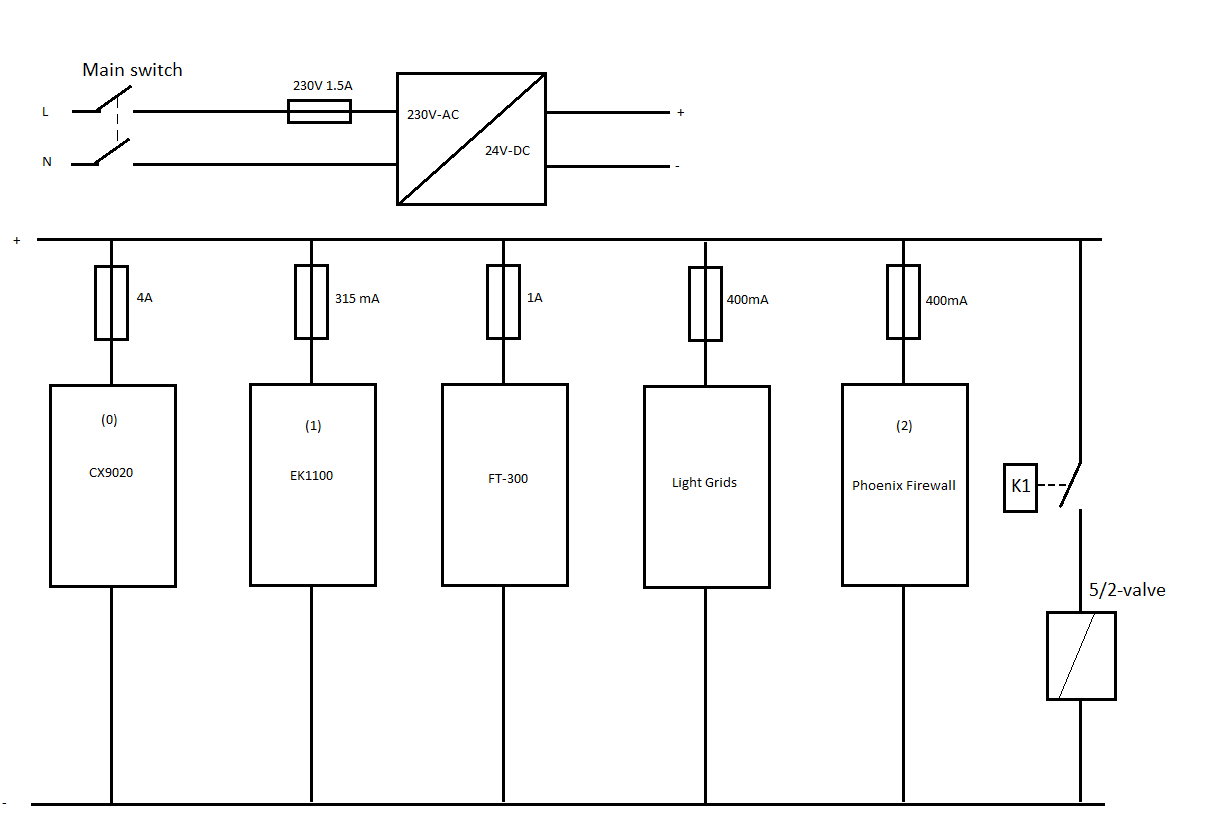 Main switch
230V 1.5A
L
230V-AC
+
24V-DC
N
-
+
4A
315 mA
1A
400mA
400mA
(0)
CX9020
(1)
EK1100
FT-300
Light Grids
(2)
Phoenix Firewall
K1
5/2-valve
-